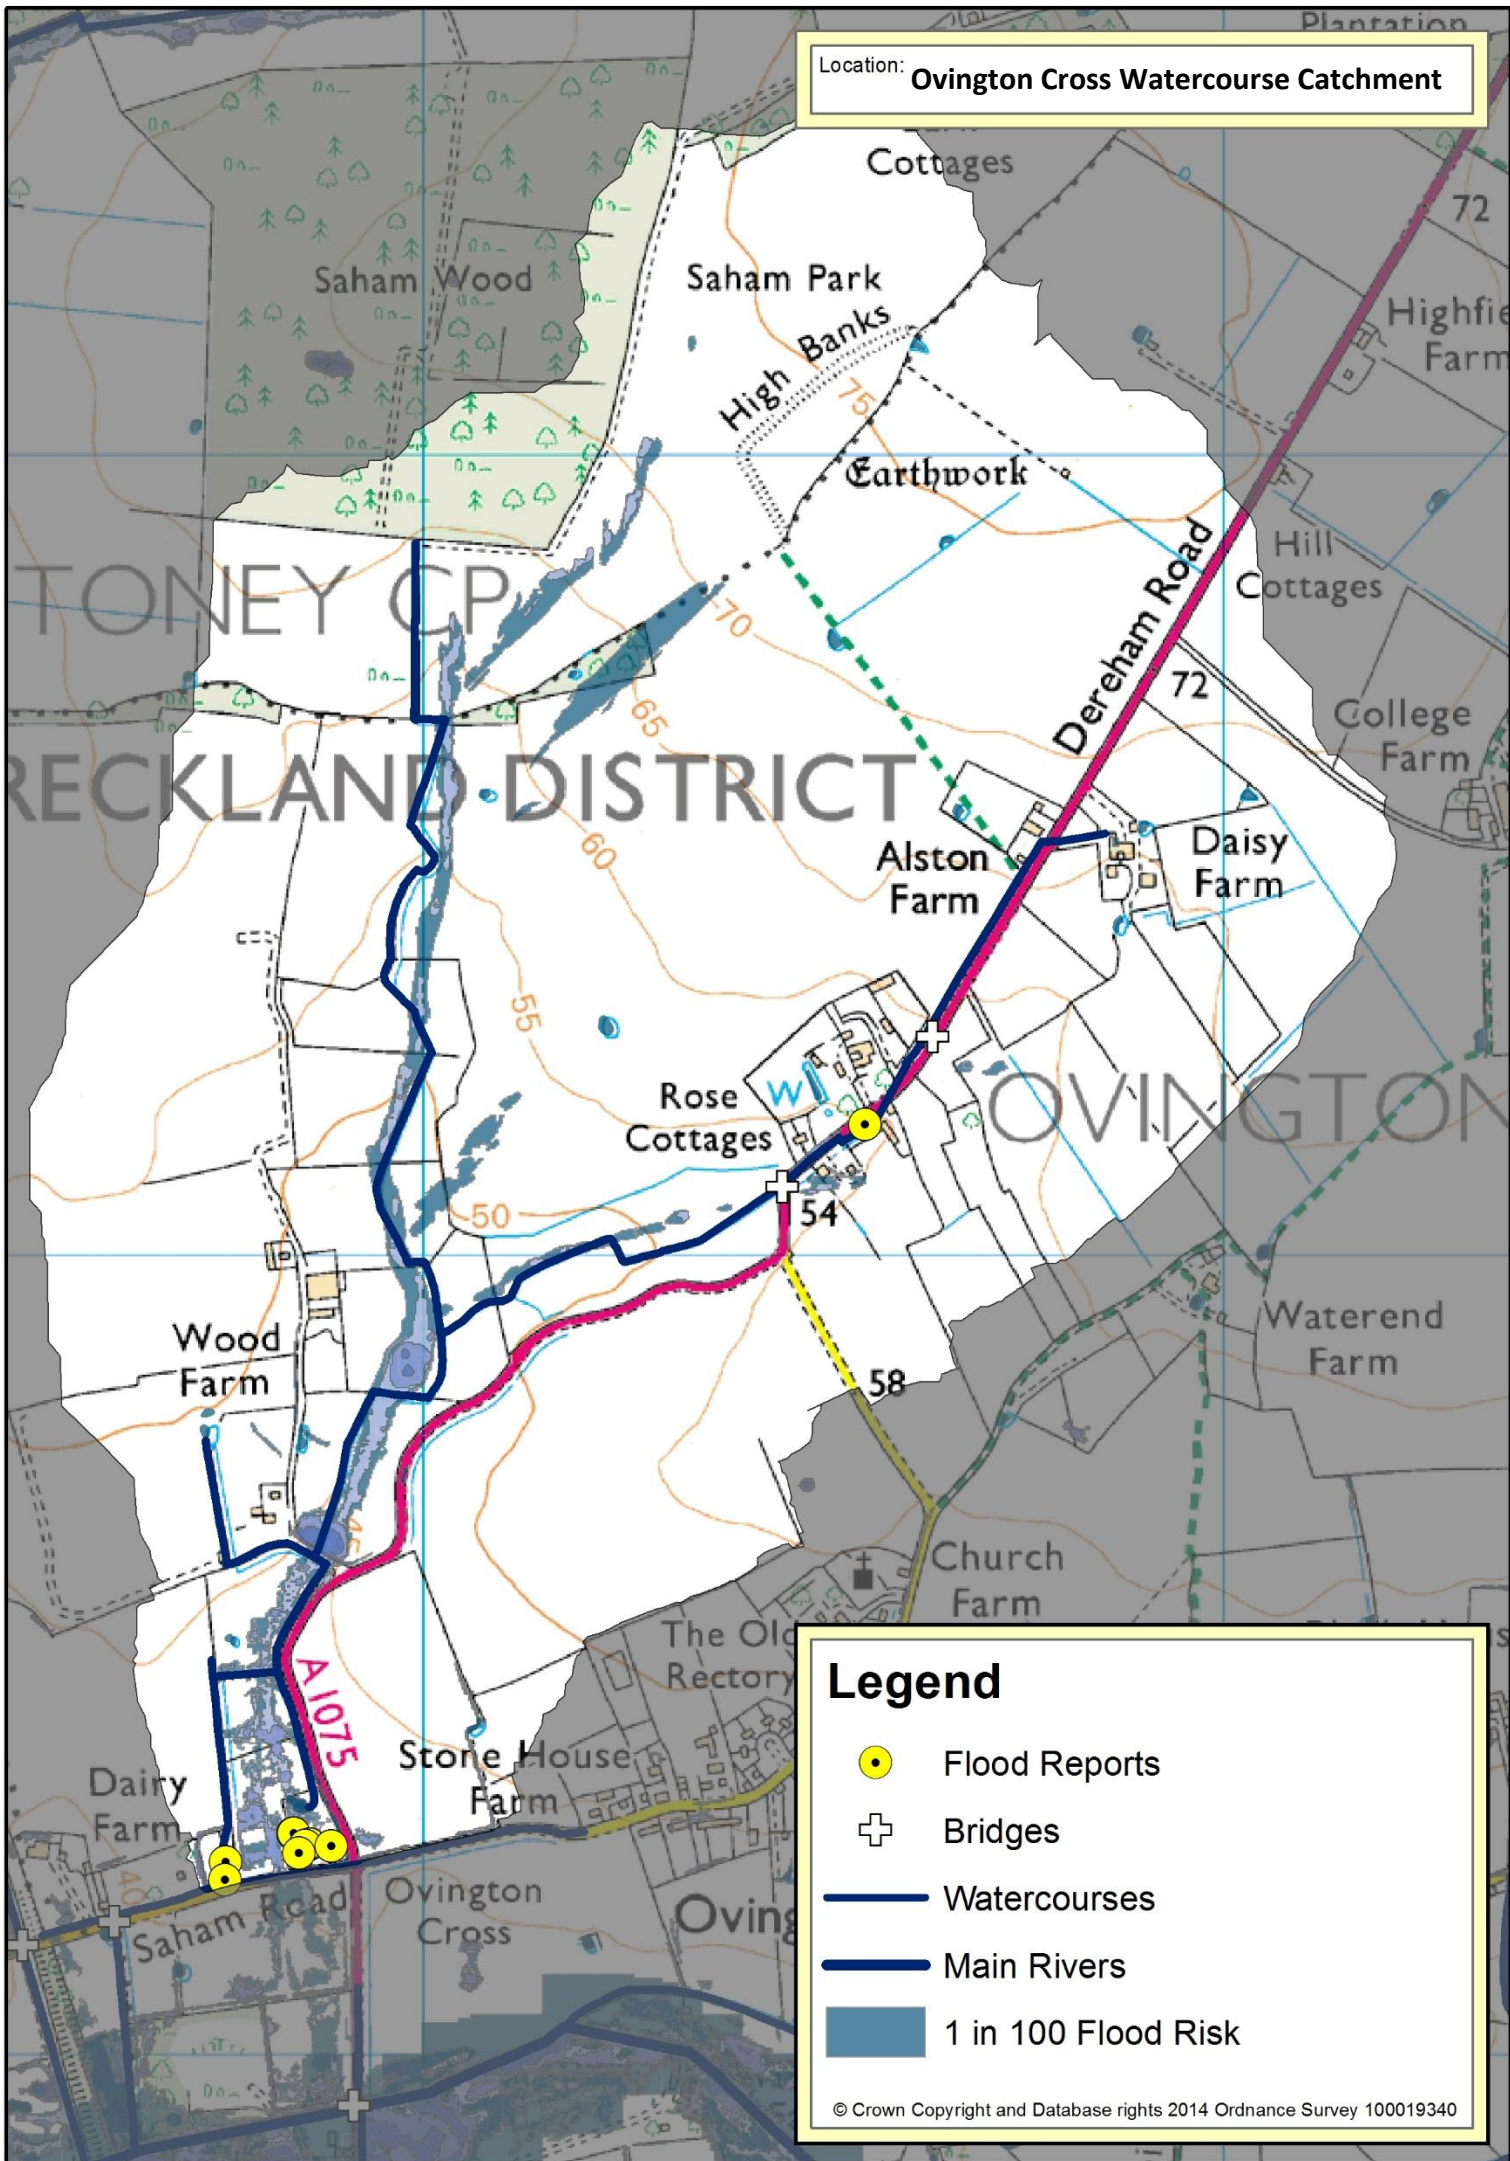 Plantation
Location: Ovington Cross Watercourse Catchment
Cottages
72
Saham Wood
Saham Park
High Banks
Highfie
Farm
75
Earthwork
Hill
Cottages
TONEY CP
70
Dereham Road
72
65
College
Farm
RECKLAND DISTRICT
60
Alston
Farm
Daisy
Farm
55
Rose
Cottages
W
OVINGTON
50
54
Wood
Farm
Waterend
Farm
58
45
Church
Farm
The Old
Rectory
A1075
Stone House
Farm
Dairy
Farm
40
Saham Road
Ovington
Cross
Oving
Legend
Flood Reports
Bridges
Watercourses
Main Rivers
1 in 100 Flood Risk
© Crown Copyright and Database rights 2014 Ordnance Survey 100019340